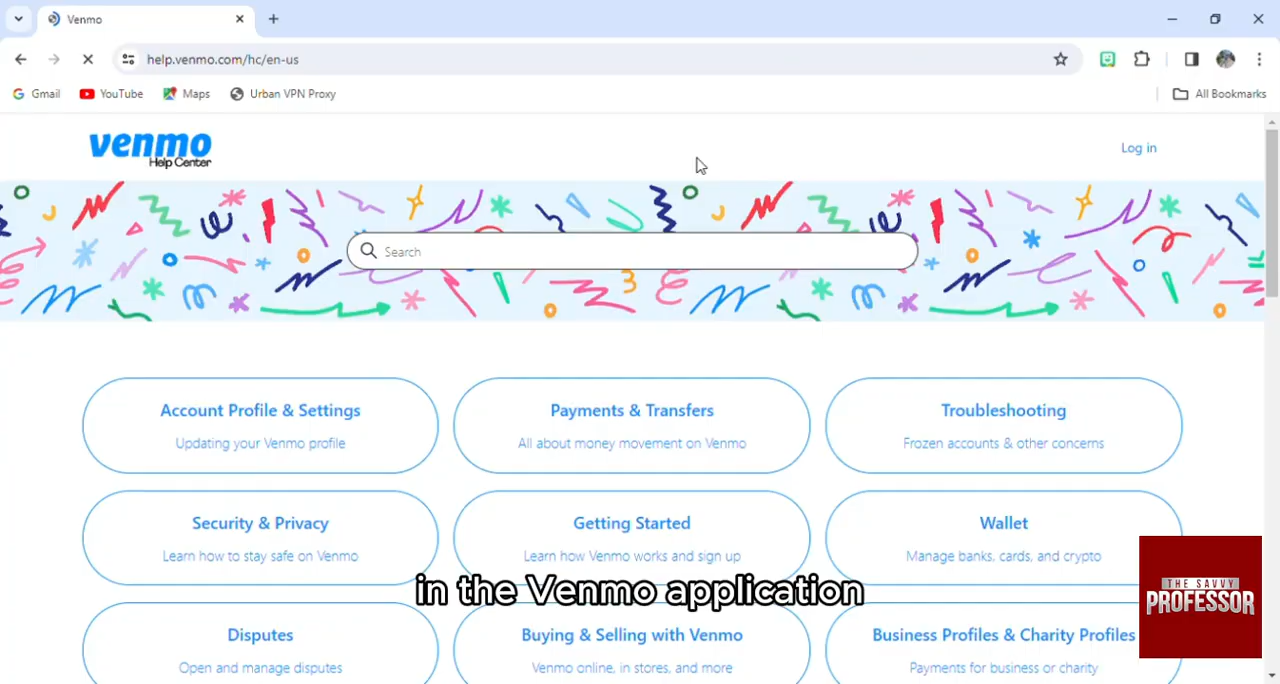 Venmo
help.venmo.com/hc/en-us
Gmail YouTube Maps Urban VPN Proxy All Bookmarks
venmo
Help Center
Log in
Search
Account Profile & Settings
Updating your Venmo profile
Payments & Transfers
All about money movement on Venmo
Troubleshooting
Frozen accounts & other concerns
Security & Privacy
Learn how to stay safe on Venmo
Getting Started
Learn how Venmo works and sign up
Wallet
Manage banks, cards, and crypto
in the Venmo application
Disputes
Open and manage disputes
Buying & Selling with Venmo
Venmo online, in stores, and more
Business Profiles & Charity Profiles
Payments for business or charity
THE SAVVY
PROFESSOR